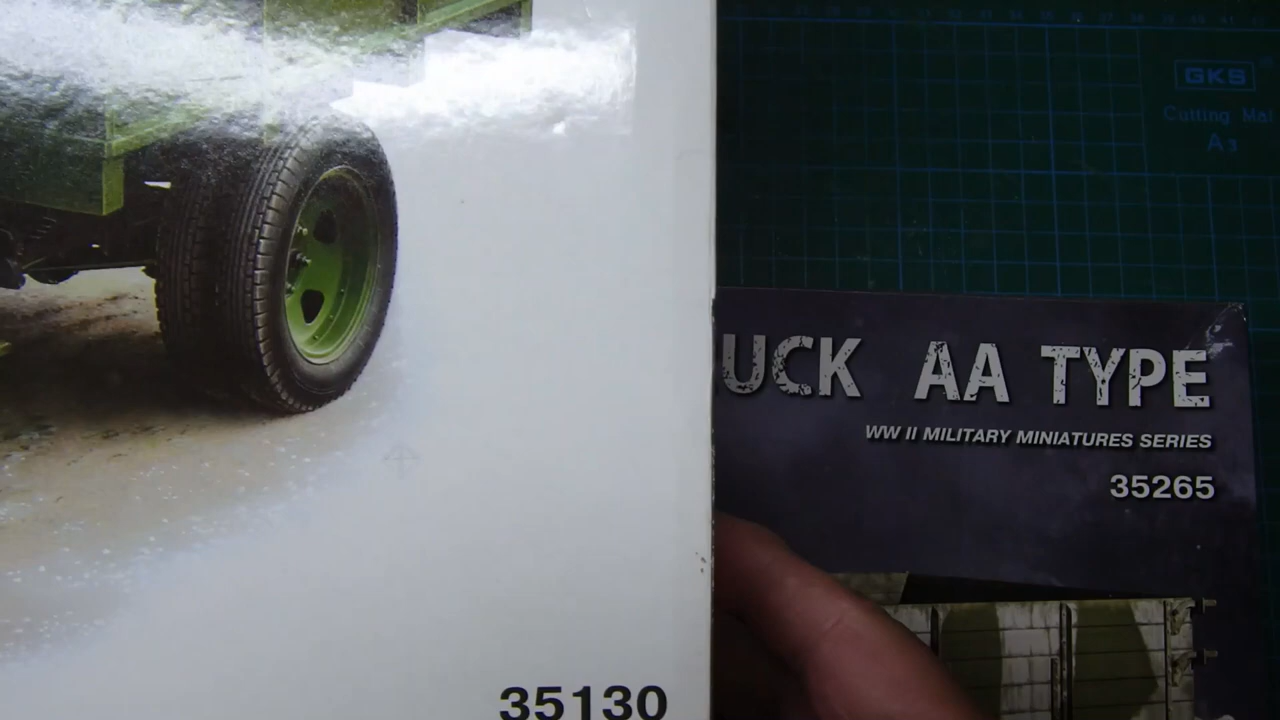 GKS
Cutting Mat
A3
UCK AA TYPE
WW II MILITARY MINIATURES SERIES
35265
35130